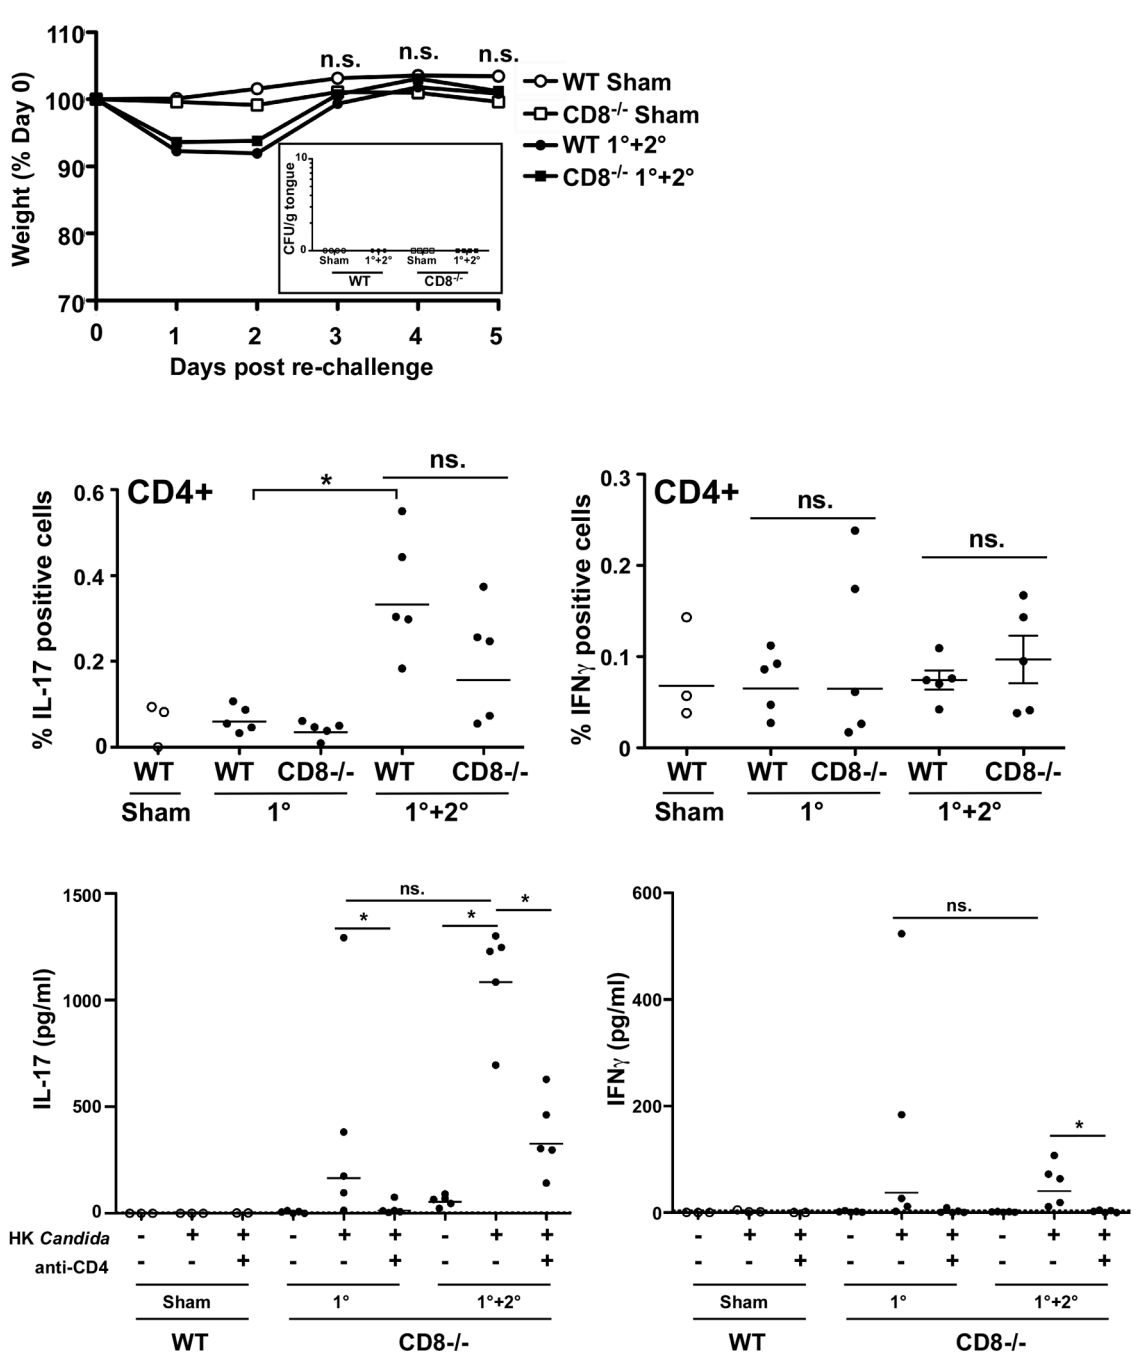 110
100
90
80
70
Weight (% Day 0)
n.s.
n.s.
n.s.
WT Sham
CD8-/- Sham
WT 1°+2°
CD8-/- 1°+2°
10
0
CFU/g tongue
Sham 1°+2° Sham 1°+2°
WT CD8-/-
0 1 2 3 4 5
Days post re-challenge
CD4+
% IL-17 positive cells
0.6
0.4
0.2
0
*
ns.
WT WT CD8-/- WT CD8-/-
Sham 1° 1°+2°
CD4+
% IFNγ positive cells
0.3
0.2
0.1
0
ns.
ns.
WT WT CD8-/- WT CD8-/-
Sham 1° 1°+2°
IL-17 (pg/ml)
1500
1000
500
0
ns.
*
*
*
HK Candida - + + - + + - + +
anti-CD4 - - + - - + - - +
Sham 1° 1°+2°
WT CD8-/-
IFNγ (pg/ml)
600
400
200
0
ns.
*
- + + - + + - + +
- - + - - + - - +
Sham 1° 1°+2°
WT CD8-/-